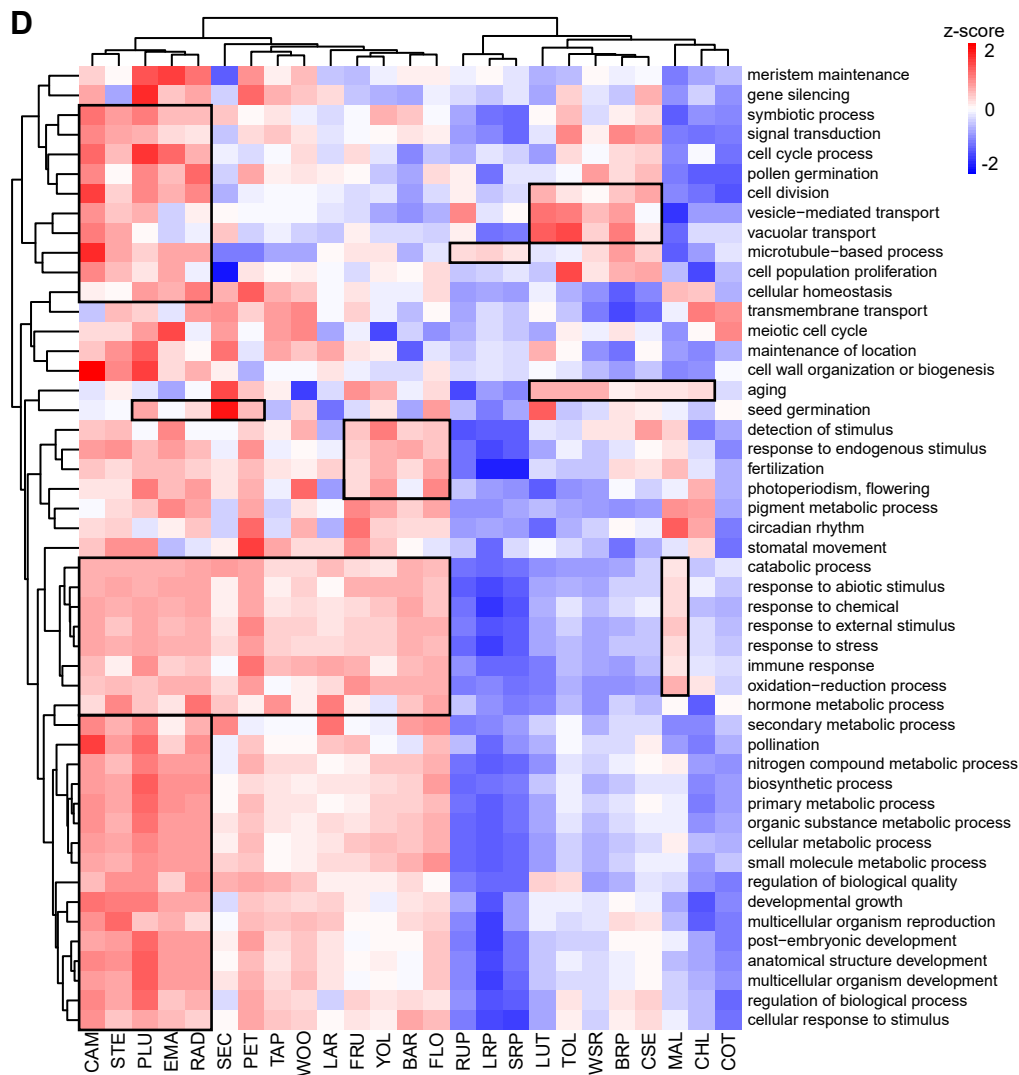 D
z-score
2
0
-2
meristem maintenance
gene silencing
symbiotic process
signal transduction
cell cycle process
pollen germination
cell division
vesicle−mediated transport
vacuolar transport
microtubule−based process
cell population proliferation
cellular homeostasis
transmembrane transport
meiotic cell cycle
maintenance of location
cell wall organization or biogenesis
aging
seed germination
detection of stimulus
response to endogenous stimulus
fertilization
photoperiodism, flowering
pigment metabolic process
circadian rhythm
stomatal movement
catabolic process
response to abiotic stimulus
response to chemical
response to external stimulus
response to stress
immune response
oxidation−reduction process
hormone metabolic process
secondary metabolic process
pollination
nitrogen compound metabolic process
biosynthetic process
primary metabolic process
organic substance metabolic process
cellular metabolic process
small molecule metabolic process
regulation of biological quality
developmental growth
multicellular organism reproduction
post−embryonic development
anatomical structure development
multicellular organism development
regulation of biological process
cellular response to stimulus
CAM STE PLU EMA RAD SEC PET TAP WOO LAR FRU YOL BAR FLO RUP LRP SRP LUT TOL WSR BRP CSE MAL CHL COT